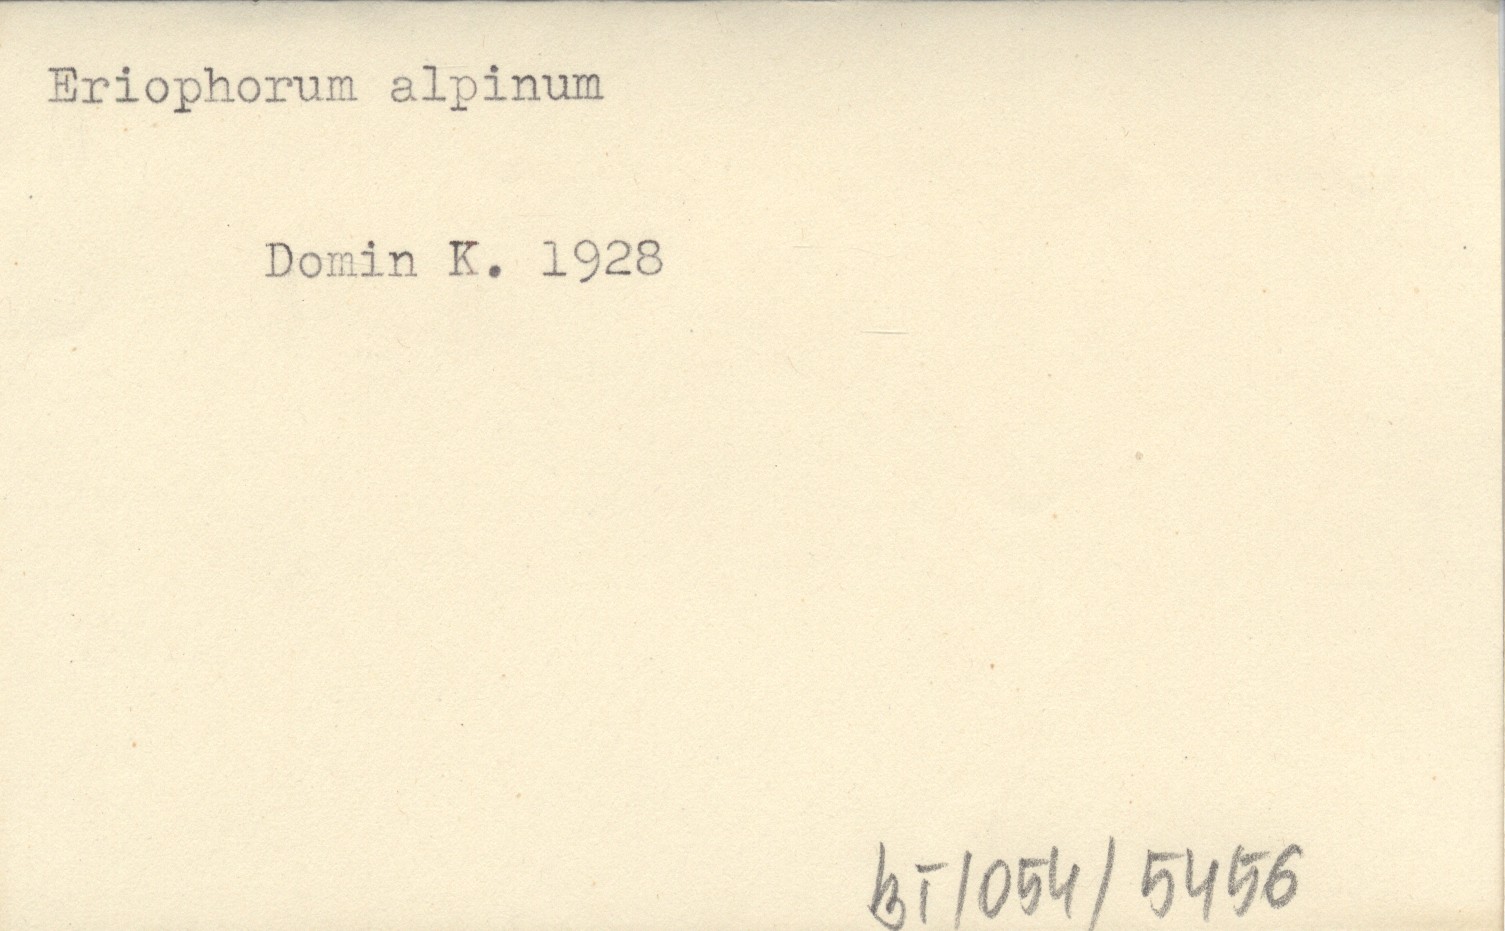 Eriophorum alpinum
Domin K. 1928
BT/054/5456